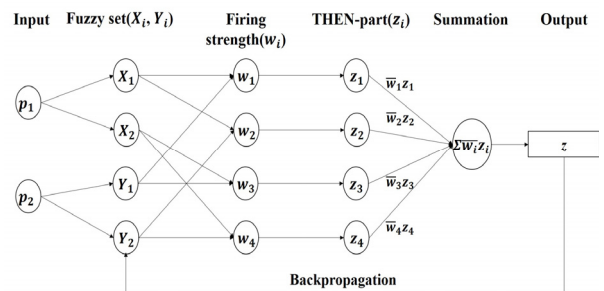 Input Fuzzy set(Xᵢ, Yᵢ) Firing strength(wᵢ) THEN-part(zᵢ) Summation Output
p₁
p₂
X₁
X₂
Y₁
Y₂
w₁
w₂
w₃
w₄
z₁
z₂
z₃
z₄
w̅₁z₁
w̅₂z₂
w̅₃z₃
w̅₄z₄
Σw̅ᵢzᵢ
z
Backpropagation